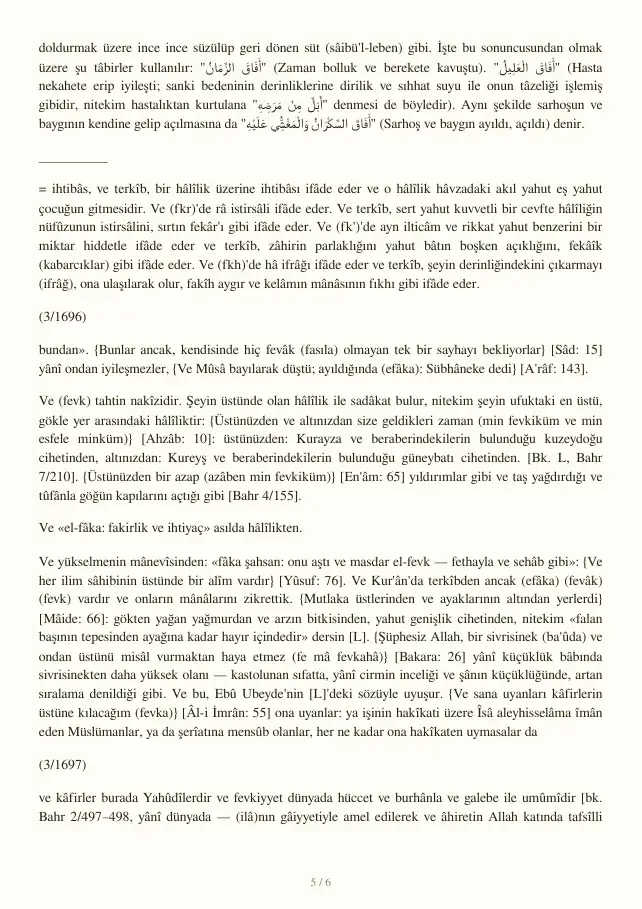 doldurmak üzere ince ince süzülüp geri dönen süt (sâibü'l-leben) gibi. İşte bu sonuncusundan olmak
üzere şu tâbirler kullanılır: "أَفَاقَ الزَّمَانُ" (Zaman bolluk ve berekete kavuştu). "أَفَاقَ الْعَلِيلُ" (Hasta
nekahete erip iyileşti; sanki bedeninin derinliklerine dirilik ve sıhhat suyu ile onun tâzeliği işlemiş
gibidir, nitekim hastalıktan kurtulana "أَبَلَّ مِنْ مَرَضِهِ" denmesi de böyledir). Aynı şekilde sarhoşun ve
baygının kendine gelip açılmasına da "أَفَاقَ السَّكْرَانُ وَالْمَغْشِّي عَلَيْهِ" (Sarhoş ve baygın ayıldı, açıldı) denir.
= ihtibâs, ve terkîb, bir hâlîlik üzerine ihtibâsı ifâde eder ve o hâlîlik hâvzadaki akıl yahut eş yahut
çocuğun gitmesidir. Ve (fkr)'de râ istirsâli ifâde eder. Ve terkîb, sert yahut kuvvetli bir cevfte hâlîliğin
nüfûzunun istirsâlini, sırtın fekâr'ı gibi ifâde eder. Ve (fk')'de ayn ilticâm ve rikkat yahut benzerini bir
miktar hiddetle ifâde eder ve terkîb, zâhirin parlaklığını yahut bâtın boşken açıklığını, fekâîk
(kabarcıklar) gibi ifâde eder. Ve (fkh)'de hâ ifrâğı ifâde eder ve terkîb, şeyin derinliğindekini çıkarmayı
(ifrâğ), ona ulaşılarak olur, fakîh aygır ve kelâmın mânâsının fıkhı gibi ifâde eder.
(3/1696)
bundan». {Bunlar ancak, kendisinde hiç fevâk (fasıla) olmayan tek bir sayhayı bekliyorlar} [Sâd: 15]
yânî ondan iyileşmezler, {Ve Mûsâ bayılarak düştü; ayıldığında (efâka): Sübhâneke dedi} [A'râf: 143].
Ve (fevk) tahtin nakîzidir. Şeyin üstünde olan hâlîlik ile sadâkat bulur, nitekim şeyin ufuktaki en üstü,
gökle yer arasındaki hâlîliktir: {Üstünüzden ve altınızdan size geldikleri zaman (min fevkiküm ve min
esfele minküm)} [Ahzâb: 10]: üstünüzden: Kurayza ve beraberindekilerin bulunduğu kuzeydoğu
cihetinden, altınızdan: Kureyş ve beraberindekilerin bulunduğu güneybatı cihetinden. [Bk. L, Bahr
7/210]. {Üstünüzden bir azap (azâben min fevkiküm)} [En'âm: 65] yıldırımlar gibi ve taş yağdırdığı ve
tûfânla göğün kapılarını açtığı gibi [Bahr 4/155].
Ve «el-fâka: fakirlik ve ihtiyaç» asılda hâlîlikten.
Ve yükselmenin mânevîsinden: «fâka şahsan: onu aştı ve masdar el-fevk — fethayla ve sehâb gibi»: {Ve
her ilim sâhibinin üstünde bir alîm vardır} [Yûsuf: 76]. Ve Kur'ân'da terkîbden ancak (efâka) (fevâk)
(fevk) vardır ve onların mânâlarını zikrettik. {Mutlaka üstlerinden ve ayaklarının altından yerlerdi}
[Mâide: 66]: gökten yağan yağmurdan ve arzın bitkisinden, yahut genişlik cihetinden, nitekim «falan
başının tepesinden ayağına kadar hayır içindedir» dersin [L]. {Şüphesiz Allah, bir sivrisinek (ba'ûda) ve
ondan üstünü misâl vurmaktan haya etmez (fe mâ fevkahâ)} [Bakara: 26] yânî küçüklük bâbında
sivrisinekten daha yüksek olanı — kastolunan sıfatta, yânî cirmin inceliği ve şânın küçüklüğünde, artan
sıralama denildiği gibi. Ve bu, Ebû Ubeyde'nin [L]'deki sözüyle uyuşur. {Ve sana uyanları kâfirlerin
üstüne kılacağım (fevka)} [Âl-i İmrân: 55] ona uyanlar: ya işinin hakîkati üzere Îsâ aleyhisselâma îmân
eden Müslümanlar, ya da şerîatına mensûb olanlar, her ne kadar ona hakîkaten uymasalar da
(3/1697)
ve kâfirler burada Yahûdîlerdir ve fevkiyyet dünyada hüccet ve burhânla ve galebe ile umûmîdir [bk.
Bahr 2/497–498, yânî dünyada — (ilâ)nın gâiyyetiyle amel edilerek ve âhiretin Allah katında tafsîlli
5 / 6